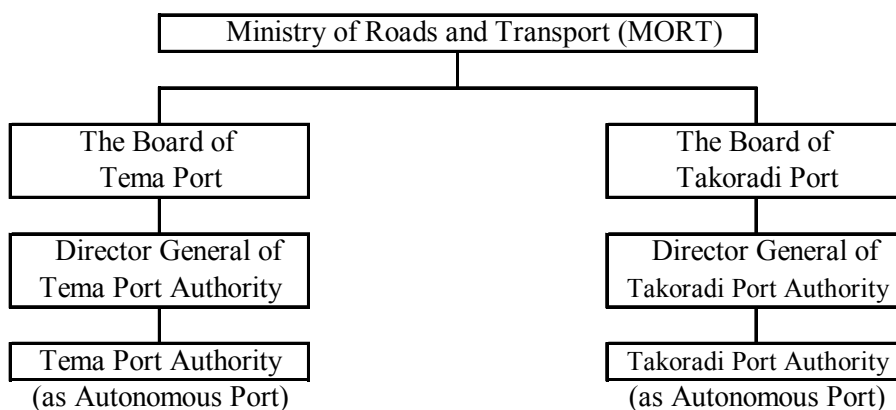 Ministry of Roads and Transport (MORT)
The Board of
Tema Port
Director General of
Tema Port Authority
Tema Port Authority
(as Autonomous Port)
The Board of
Takoradi Port
Director General of
Takoradi Port Authority
Takoradi Port Authority
(as Autonomous Port)